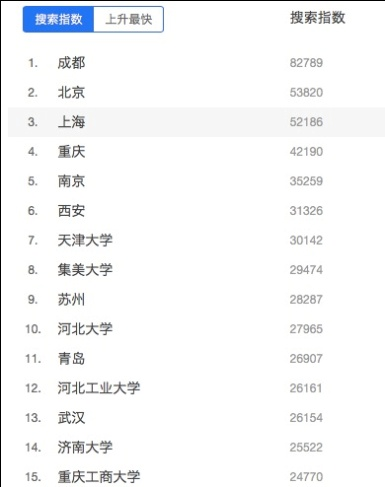 搜索指数 上升最快 搜索指数
1. 成都 82789
2. 北京 53820
3. 上海 52186
4. 重庆 42190
5. 南京 35259
6. 西安 31326
7. 天津大学 30142
8. 集美大学 29474
9. 苏州 28287
10. 河北大学 27965
11. 青岛 26907
12. 河北工业大学 26161
13. 武汉 26154
14. 济南大学 25522
15. 重庆工商大学 24770